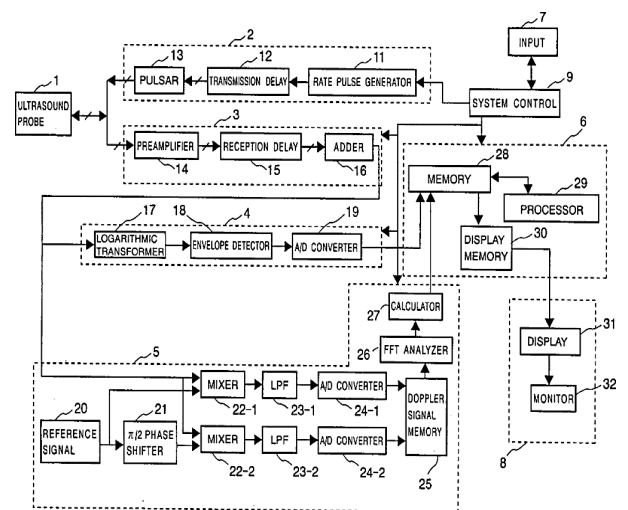 7
2
INPUT
13
12
11
1
9
PULSAR
TRANSMISSION DELAY
RATE PULSE GENERATOR
ULTRASOUND
PROBE
SYSTEM CONTROL
3
6
PREAMPLIFIER
RECEPTION DELAY
ADDER
28
14
15
16
MEMORY
29
PROCESSOR
17
18
4
19
LOGARITHMIC
TRANSFORMER
ENVELOPE DETECTOR
A/D CONVERTER
30
DISPLAY
MEMORY
CALCULATOR
27
31
5
26
FFT ANALYZER
DISPLAY
20
21
MIXER
LPF
A/D CONVERTER
32
22-1
23-1
24-1
DOPPLER
SIGNAL
MEMORY
MONITOR
REFERENCE
SIGNAL
π/2 PHASE
SHIFTER
MIXER
LPF
A/D CONVERTER
22-2
23-2
24-2
25
8